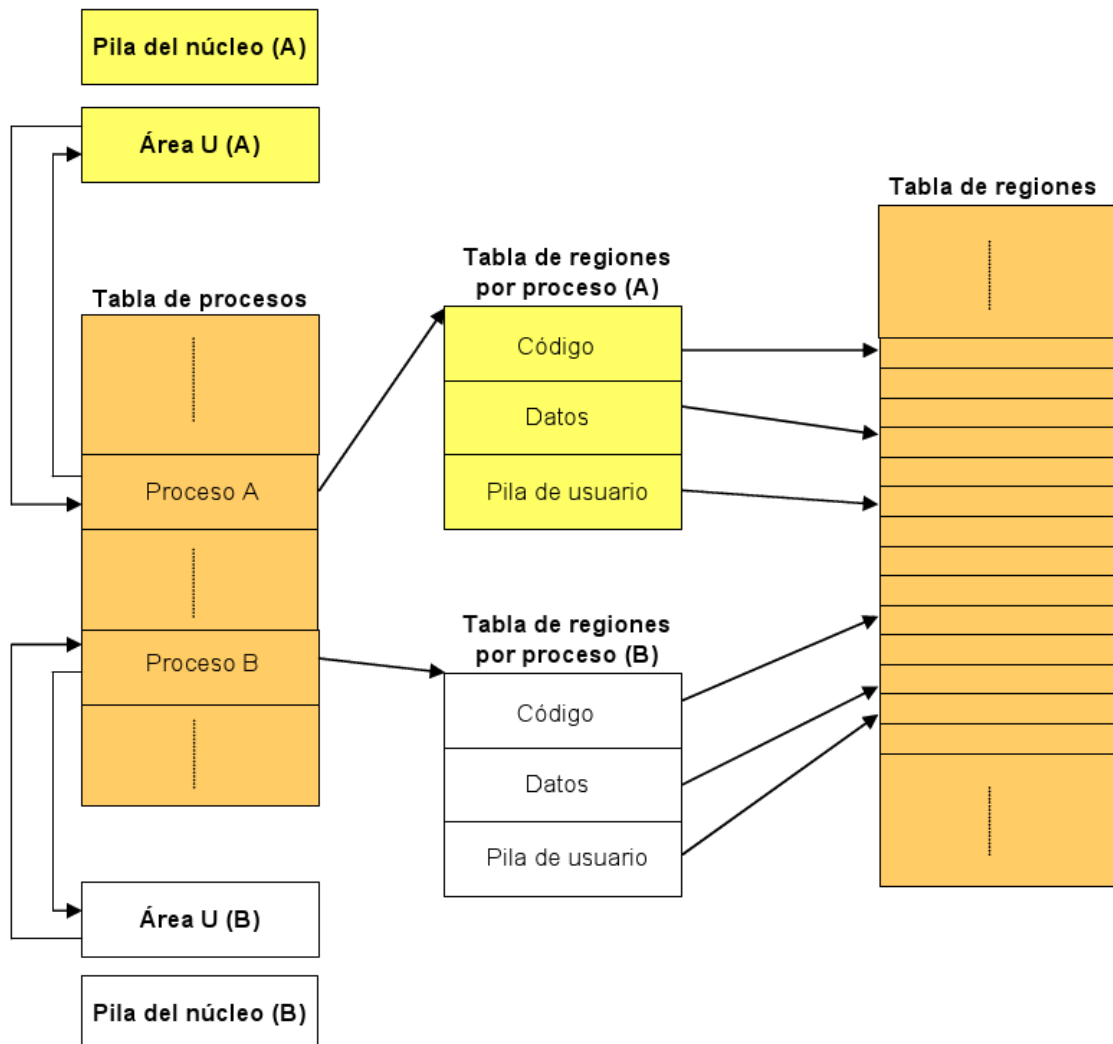 Pila del núcleo (A)
Área U (A)
Tabla de procesos
Proceso A
Proceso B
Área U (B)
Pila del núcleo (B)
Tabla de regiones
por proceso (A)
Código
Datos
Pila de usuario
Tabla de regiones
por proceso (B)
Código
Datos
Pila de usuario
Tabla de regiones